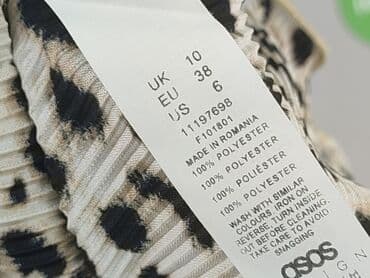 UK 10
EU 38
US 6
11197698
F101801
MADE IN ROMANIA
100% POLYESTER
100% POLYESTER
100% POLIÉSTER
100% POLYESTER
WASH WITH SIMILAR
COLOURS. IRON ON
REVERSE. TURN INSIDE
OUT BEFORE CLEANING.
TAKE CARE TO AVOID
SNAGGING
asos